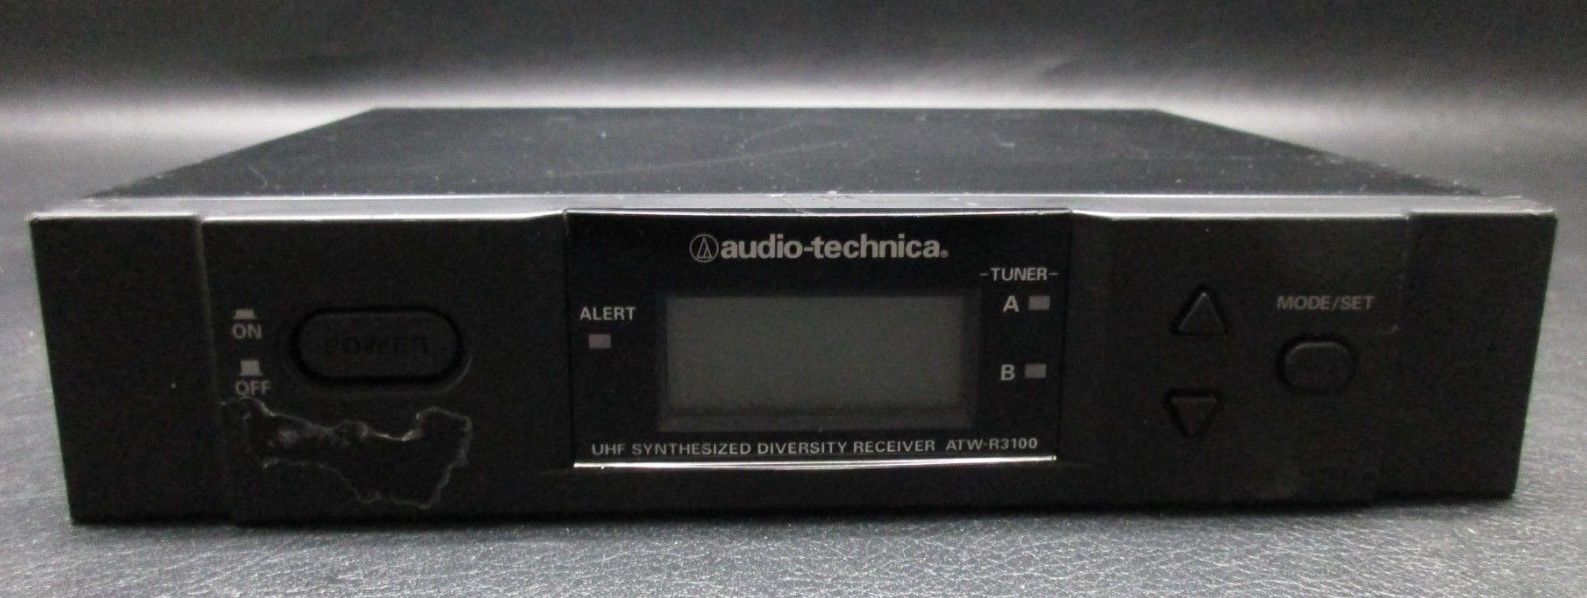 audio-technica®
-TUNER-
A
ALERT
MODE/SET
ON
POWER
B
OFF
UHF SYNTHESIZED DIVERSITY RECEIVER ATW-R3100